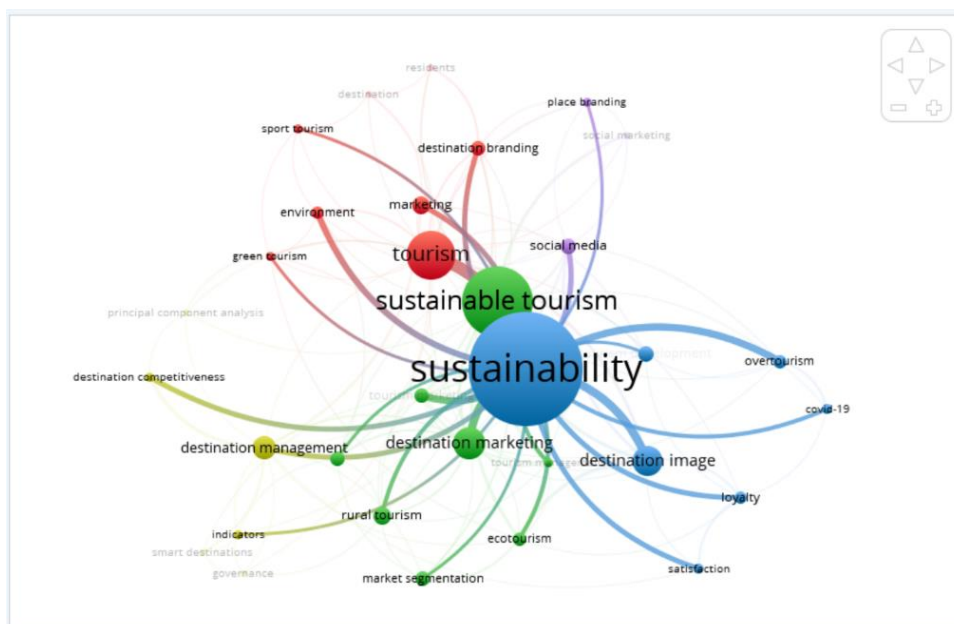 residents
destination
place branding
sport tourism
social marketing
destination branding
marketing
environment
social media
tourism
green tourism
sustainable tourism
principal component analysis
overtourism
sustainability
destination competitiveness
covid-19
destination marketing
destination management
destination image
loyalty
rural tourism
indicators
ecotourism
smart destinations
satisfaction
governance
market segmentation